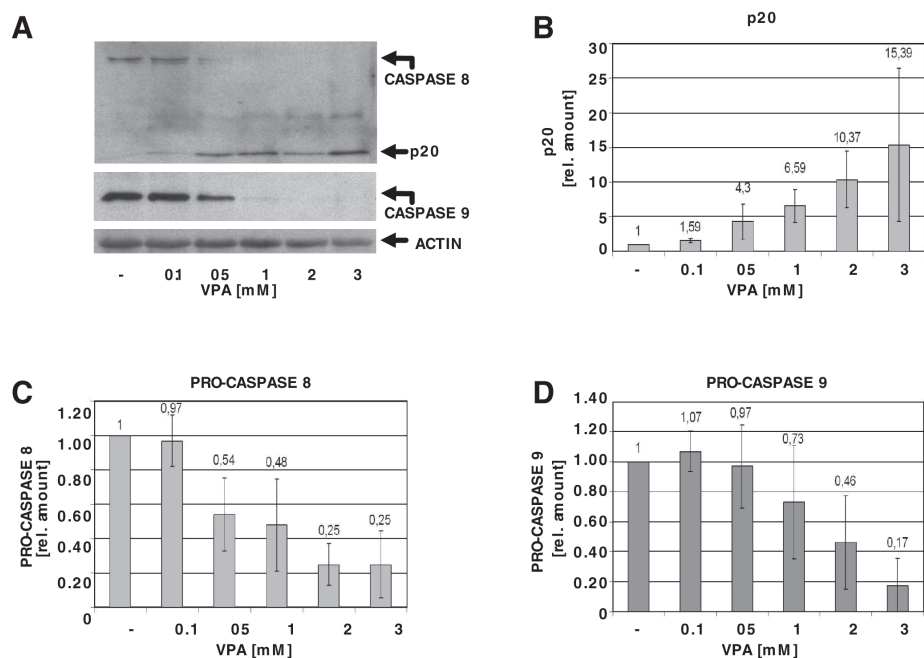 A
CASPASE 8
p20
CASPASE 9
ACTIN
- 0.1 05 1 2 3
VPA [mM]
B
p20
p20
[rel. amount]
30
25
20
15
10
5
0
1 1,59 4,3 6,59 10,37 15,39
- 0.1 05 1 2 3
VPA [mM]
C
PRO-CASPASE 8
PRO-CASPASE 8
[rel. amount]
1.20
1.00
0.80
0.60
0.40
0.20
0
1 0,97 0,54 0,48 0,25 0,25
- 0.1 05 1 2 3
VPA [mM]
D
PRO-CASPASE 9
PRO-CASPASE 9
[rel. amount]
1.40
1.20
1.00
0.80
0.60
0.40
0.20
0
1 1,07 0,97 0,73 0,46 0,17
- 0.1 05 1 2 3
VPA [mM]